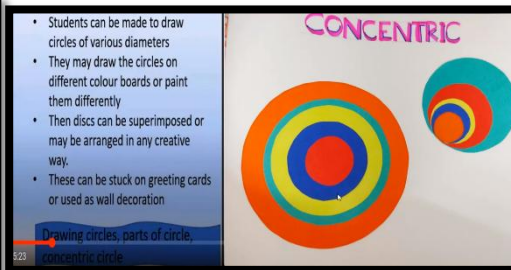 • Students can be made to draw
circles of various diameters
• They may draw the circles on
different colour boards or paint
them differently
• Then discs can be superimposed or
may be arranged in any creative
way.
• These can be stuck on greeting cards
or used as wall decoration
Drawing circles, parts of circle,
concentric circle
5:23
CONCENTRIC